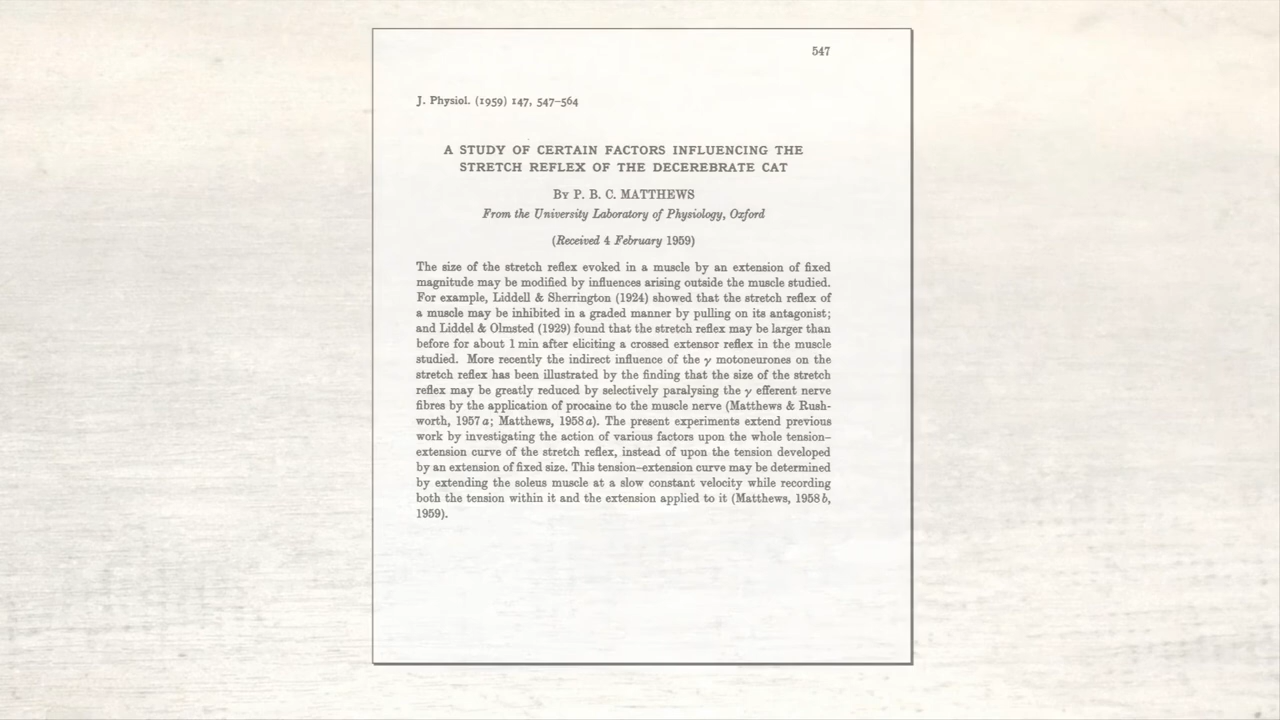 547
J. Physiol. (1959) 147, 547–564
A STUDY OF CERTAIN FACTORS INFLUENCING THE
STRETCH REFLEX OF THE DECEREBRATE CAT
By P. B. C. MATTHEWS
From the University Laboratory of Physiology, Oxford
(Received 4 February 1959)
The size of the stretch reflex evoked in a muscle by an extension of fixed
magnitude may be modified by influences arising outside the muscle studied.
For example, Liddell & Sherrington (1924) showed that the stretch reflex of
a muscle may be inhibited in a graded manner by pulling on its antagonist;
and Liddel & Olmsted (1929) found that the stretch reflex may be larger than
before for about 1 min after eliciting a crossed extensor reflex in the muscle
studied. More recently the indirect influence of the γ motoneurones on the
stretch reflex has been illustrated by the finding that the size of the stretch
reflex may be greatly reduced by selectively paralysing the γ efferent nerve
fibres by the application of procaine to the muscle nerve (Matthews & Rush-
worth, 1957a; Matthews, 1958a). The present experiments extend previous
work by investigating the action of various factors upon the whole tension–
extension curve of the stretch reflex, instead of upon the tension developed
by an extension of fixed size. This tension–extension curve may be determined
by extending the soleus muscle at a slow constant velocity while recording
both the tension within it and the extension applied to it (Matthews, 1958b,
1959).